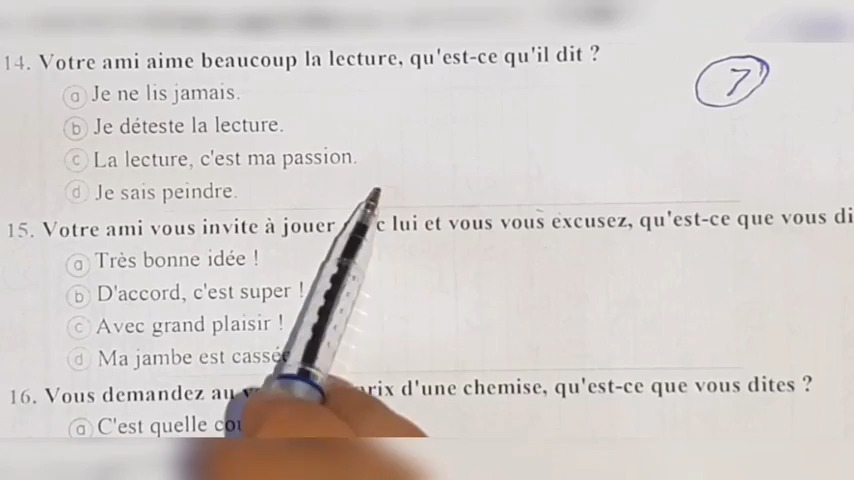 14. Votre ami aime beaucoup la lecture, qu'est-ce qu'il dit ?
7
a Je ne lis jamais.
b Je déteste la lecture.
c La lecture, c'est ma passion.
d Je sais peindre.
15. Votre ami vous invite à jouer c lui et vous vous excusez, qu'est-ce que vous di
a Très bonne idée !
b D'accord, c'est super !
c Avec grand plaisir !
d Ma jambe est cassé
16. Vous demandez au rix d'une chemise, qu'est-ce que vous dites ?
a C'est quelle